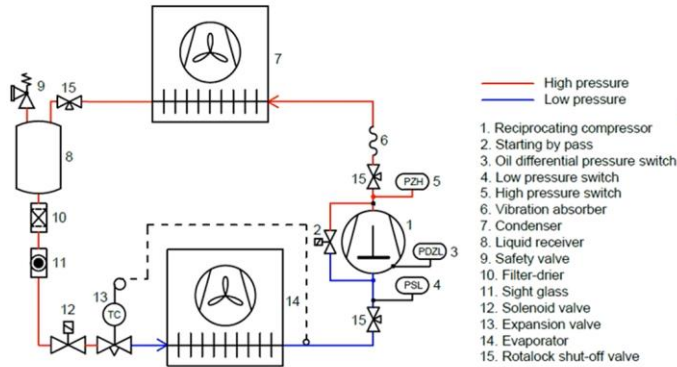 7
9
15
High pressure
Low pressure
8
6
15
PZH
5
1. Reciprocating compressor
2. Starting by pass
3. Oil differential pressure switch
4. Low pressure switch
5. High pressure switch
6. Vibration absorber
7. Condenser
8. Liquid receiver
9. Safety valve
10. Filter-drier
11. Sight glass
12. Solenoid valve
13. Expansion valve
14. Evaporator
15. Rotalock shut-off valve
10
2
1
11
PDZL
3
12
13
TC
14
PSL
4
15